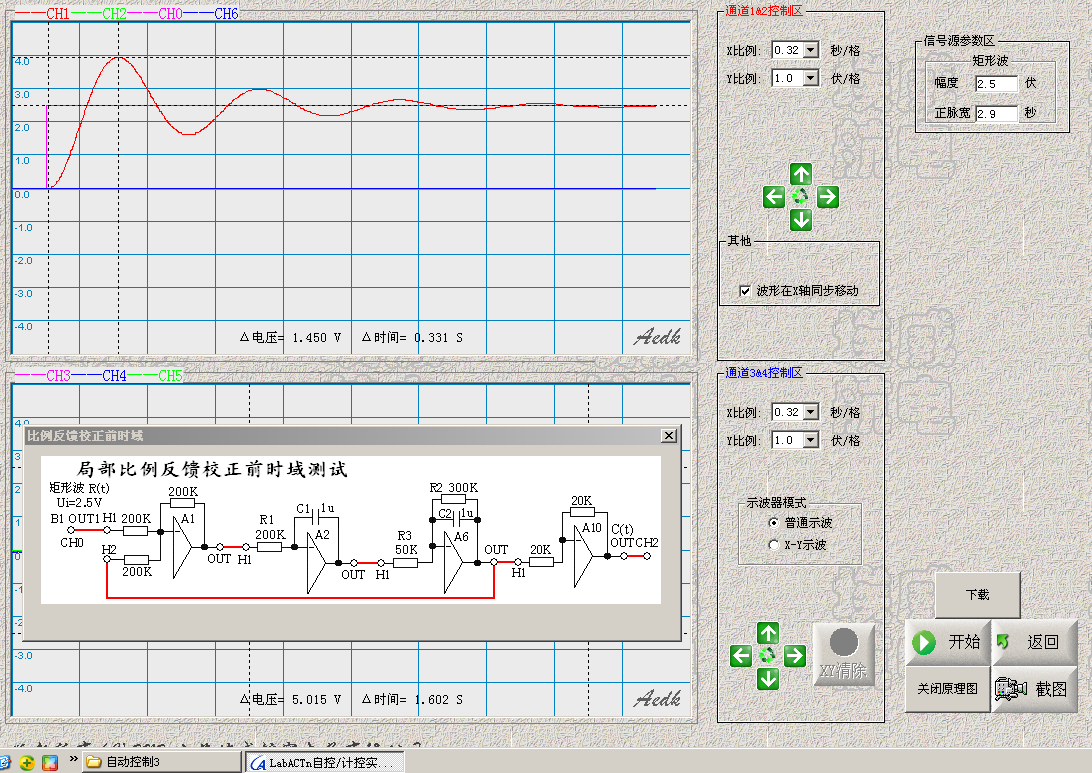 CH1 CH2 CH0 CH6
4.0
3.0
2.0
1.0
0.0
-1.0
-2.0
-3.0
-4.0
△电压= 1.450 V △时间= 0.331 S
Aedk
通道1&2控制区
X比例: 0.32 秒/格
Y比例: 1.0 伏/格
其他
波形在X轴同步移动
信号源参数区
矩形波
幅度 2.5 伏
正脉宽 2.9 秒
CH3 CH4 CH5
比例反馈校正前时域
局部比例反馈校正前时域测试
矩形波 R(t)
Ui=2.5V
B1 OUT1 H1 200K
CH0
H2
200K
200K
A1
OUT H1
R1
200K
C1 1u
A2
OUT H1
R3
50K
R2 300K
C2 1u
A6
OUT
H1
20K
20K
A10
C(t)
OUT CH2
4.0
3
2
1
0
-1
-2
-3.0
-4.0
△电压= 5.015 V △时间= 1.602 S
Aedk
通道3&4控制区
X比例: 0.32 秒/格
Y比例: 1.0 伏/格
示波器模式
普通示波
X-Y示波
XY清除
下载
开始
返回
关闭原理图
截图
自动控制3
LabACTn自控/计控实...